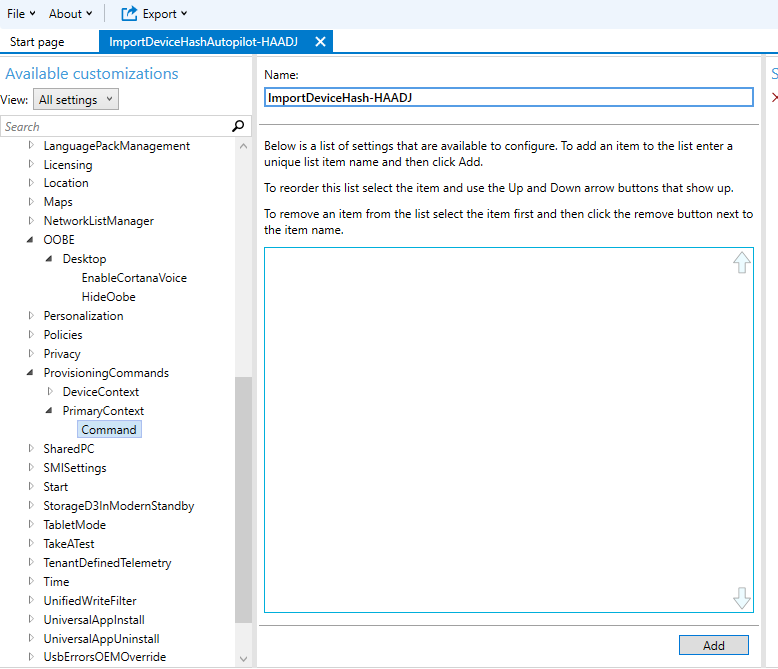 File About Export
Start page ImportDeviceHashAutopilot-HAADJ
Available customizations
View: All settings
Search
LanguagePackManagement
Licensing
Location
Maps
NetworkListManager
OOBE
Desktop
EnableCortanaVoice
HideOobe
Personalization
Policies
Privacy
ProvisioningCommands
DeviceContext
PrimaryContext
Command
SharedPC
SMISettings
Start
StorageD3InModernStandby
TabletMode
TakeATest
TenantDefinedTelemetry
Time
UnifiedWriteFilter
UniversalAppInstall
UniversalAppUninstall
UsbErrorsOEMOverride
Name:
ImportDeviceHash-HAADJ
Below is a list of settings that are available to configure. To add an item to the list enter a
unique list item name and then click Add.
To reorder this list select the item and use the Up and Down arrow buttons that show up.
To remove an item from the list select the item first and then click the remove button next to
the item name.
Add